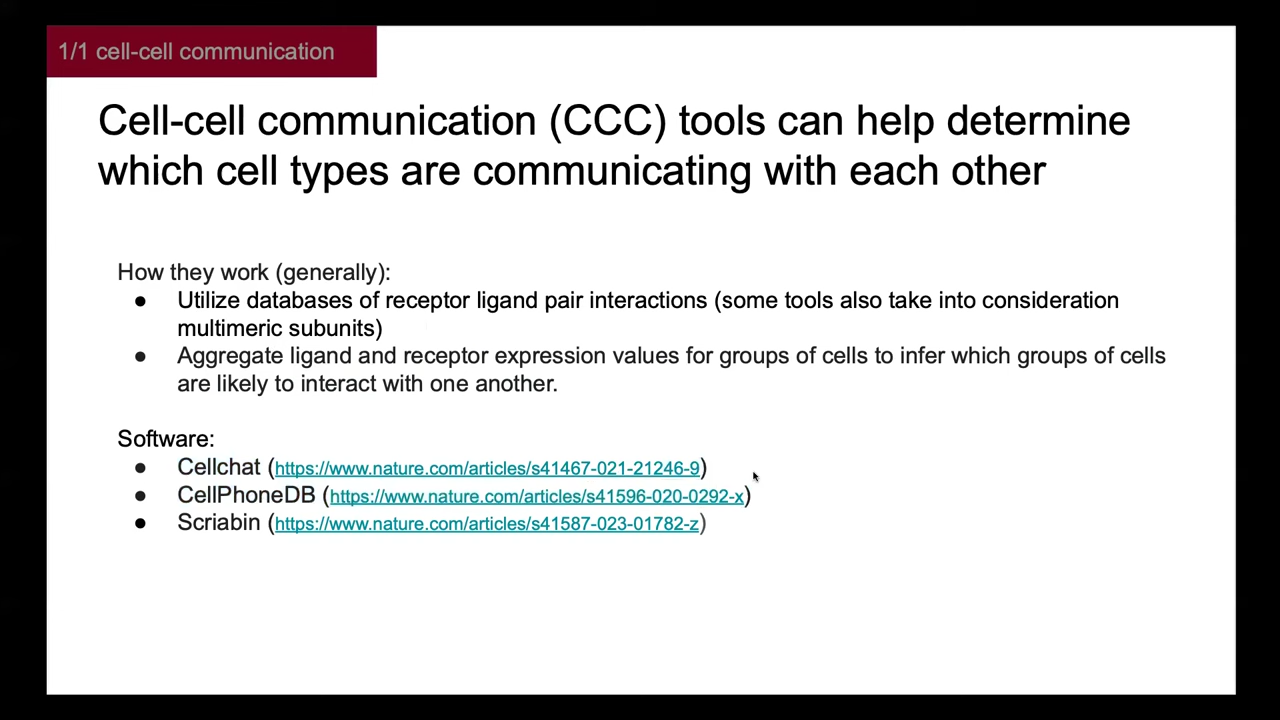 1/1 cell-cell communication
Cell-cell communication (CCC) tools can help determine
which cell types are communicating with each other
How they work (generally):
● Utilize databases of receptor ligand pair interactions (some tools also take into consideration
multimeric subunits)
● Aggregate ligand and receptor expression values for groups of cells to infer which groups of cells
are likely to interact with one another.
Software:
● Cellchat (https://www.nature.com/articles/s41467-021-21246-9)
● CellPhoneDB (https://www.nature.com/articles/s41596-020-0292-x)
● Scriabin (https://www.nature.com/articles/s41587-023-01782-z)